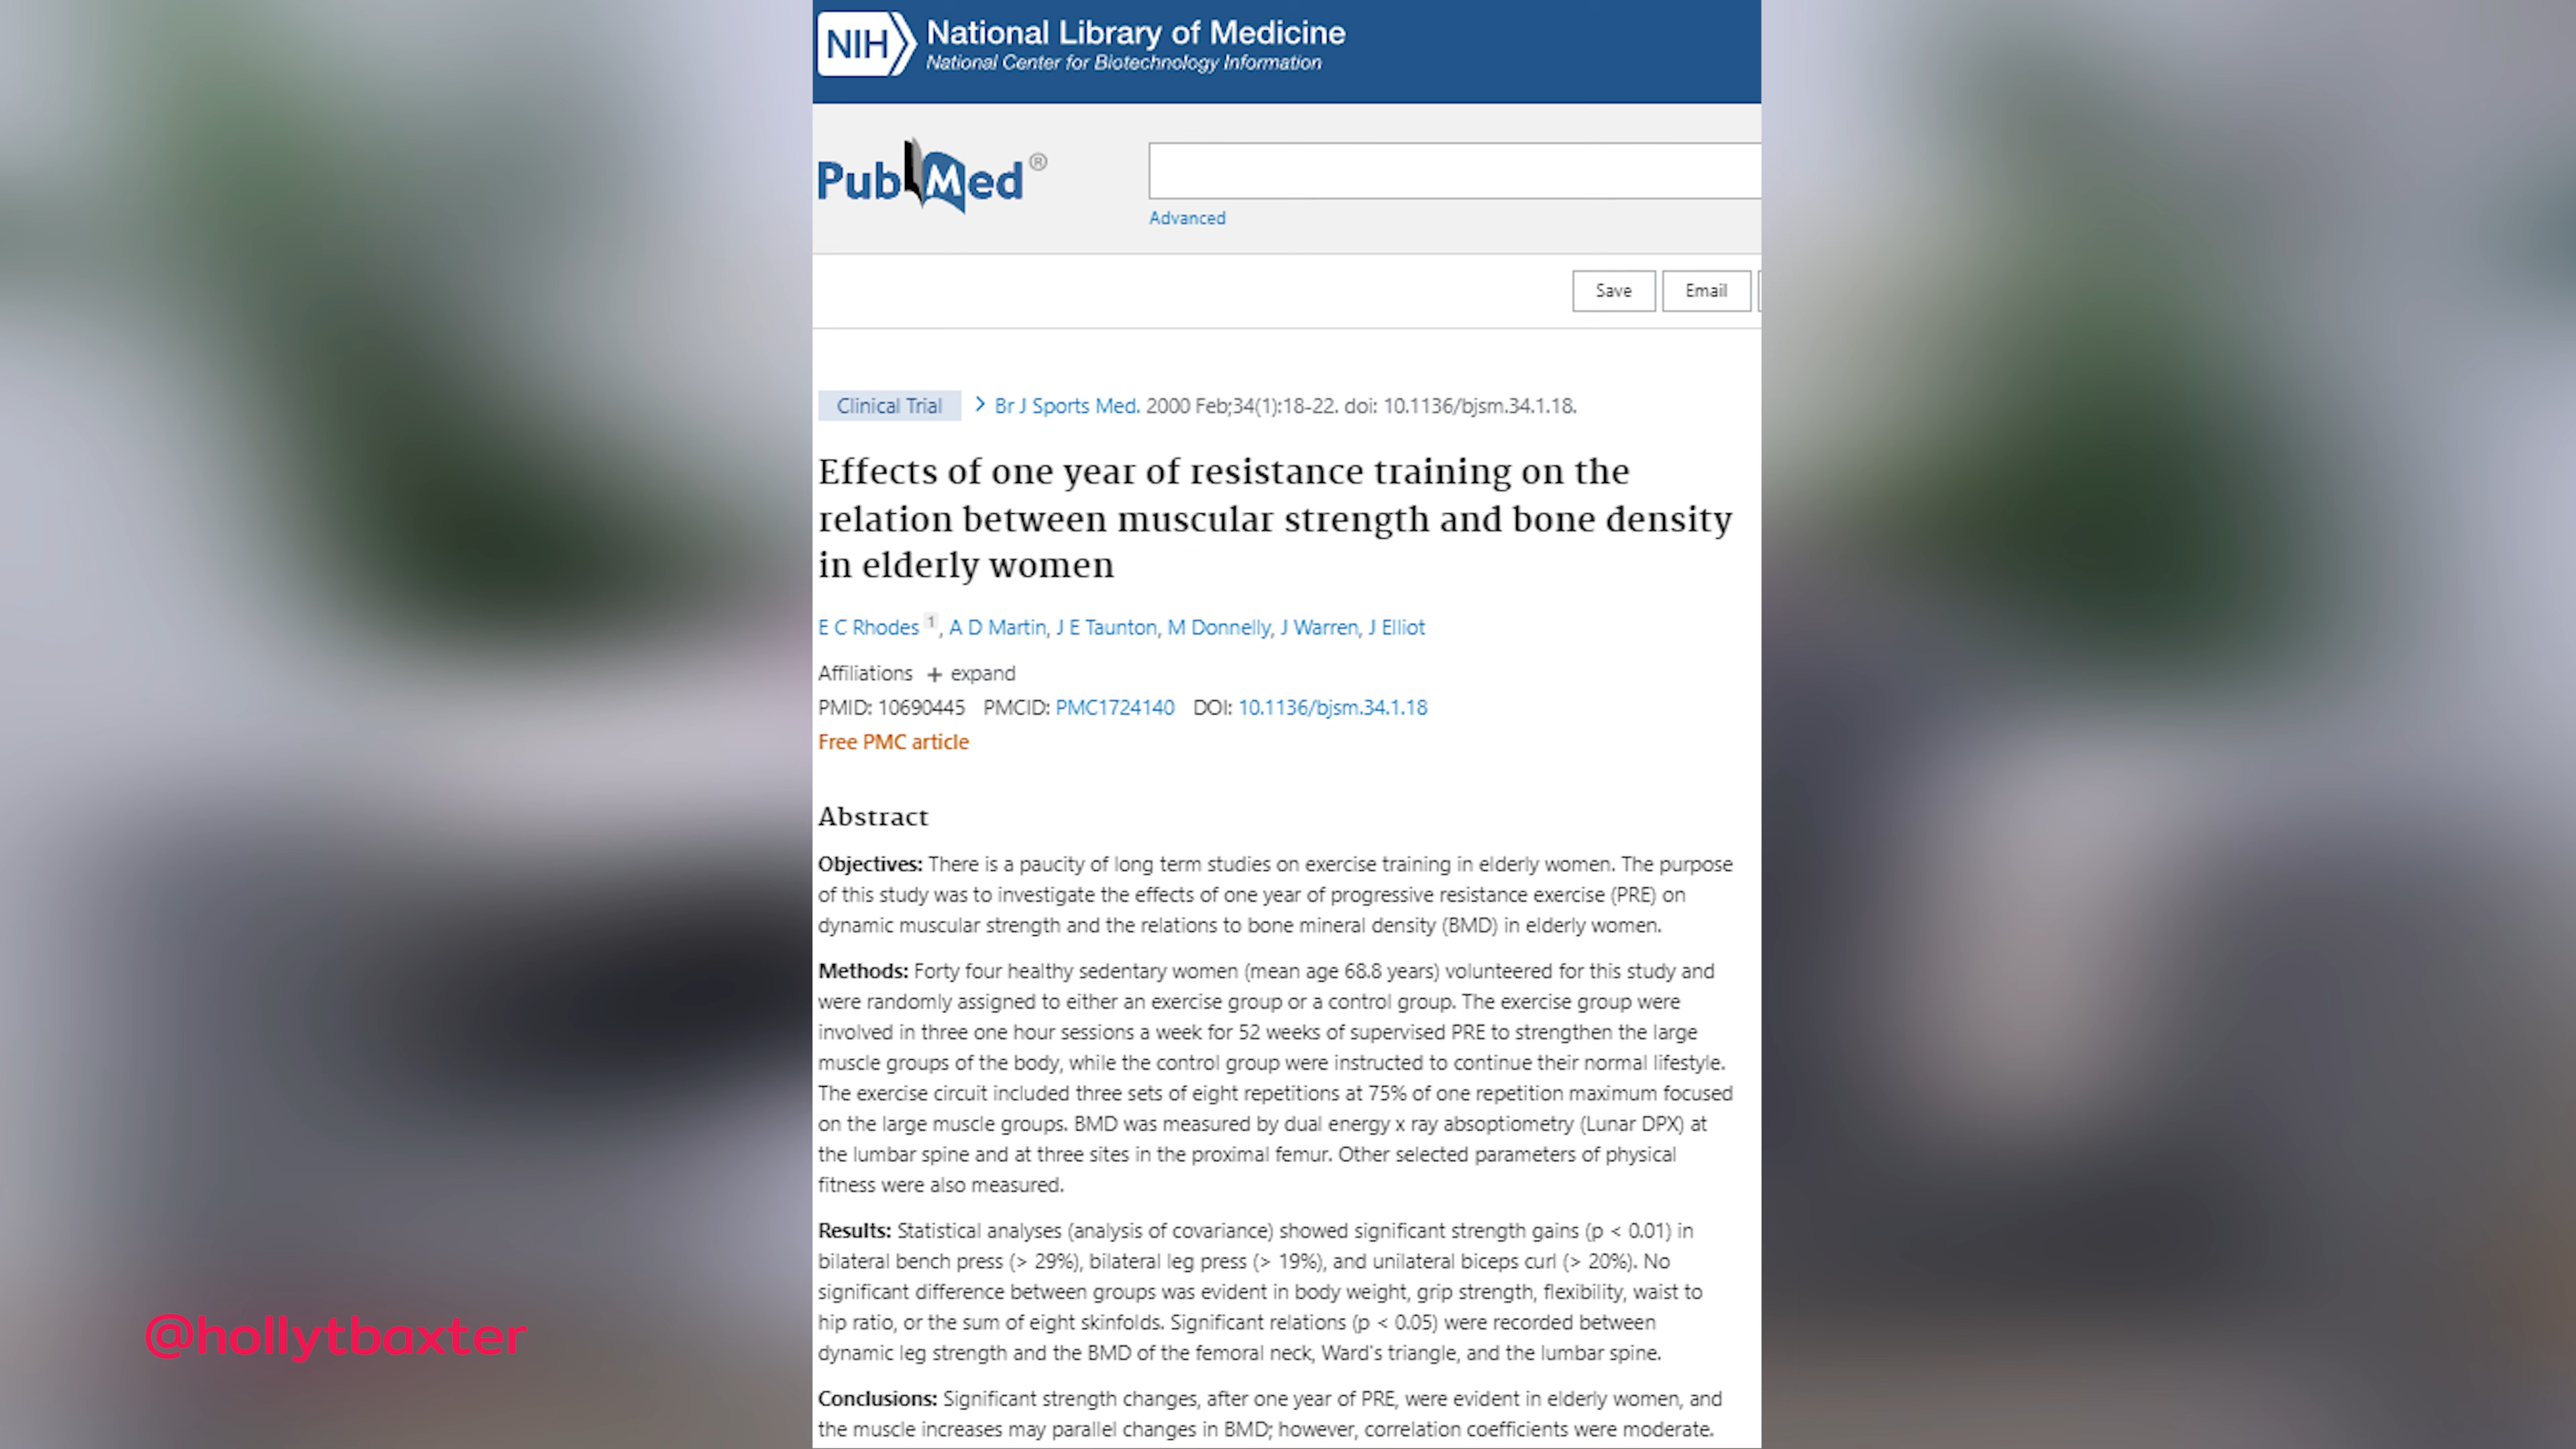 NIH National Library of Medicine
National Center for Biotechnology Information
PubMed®
Advanced
Save Email
Clinical Trial > Br J Sports Med. 2000 Feb;34(1):18-22. doi: 10.1136/bjsm.34.1.18.
Effects of one year of resistance training on the
relation between muscular strength and bone density
in elderly women
E C Rhodes 1, A D Martin, J E Taunton, M Donnelly, J Warren, J Elliot
Affiliations + expand
PMID: 10690445 PMCID: PMC1724140 DOI: 10.1136/bjsm.34.1.18
Free PMC article
Abstract
Objectives: There is a paucity of long term studies on exercise training in elderly women. The purpose
of this study was to investigate the effects of one year of progressive resistance exercise (PRE) on
dynamic muscular strength and the relations to bone mineral density (BMD) in elderly women.
Methods: Forty four healthy sedentary women (mean age 68.8 years) volunteered for this study and
were randomly assigned to either an exercise group or a control group. The exercise group were
involved in three one hour sessions a week for 52 weeks of supervised PRE to strengthen the large
muscle groups of the body, while the control group were instructed to continue their normal lifestyle.
The exercise circuit included three sets of eight repetitions at 75% of one repetition maximum focused
on the large muscle groups. BMD was measured by dual energy x ray absoptiometry (Lunar DPX) at
the lumbar spine and at three sites in the proximal femur. Other selected parameters of physical
fitness were also measured.
Results: Statistical analyses (analysis of covariance) showed significant strength gains (p < 0.01) in
bilateral bench press (> 29%), bilateral leg press (> 19%), and unilateral biceps curl (> 20%). No
significant difference between groups was evident in body weight, grip strength, flexibility, waist to
hip ratio, or the sum of eight skinfolds. Significant relations (p < 0.05) were recorded between
dynamic leg strength and the BMD of the femoral neck, Ward's triangle, and the lumbar spine.
Conclusions: Significant strength changes, after one year of PRE, were evident in elderly women, and
the muscle increases may parallel changes in BMD; however, correlation coefficients were moderate.
@hollytbaxter